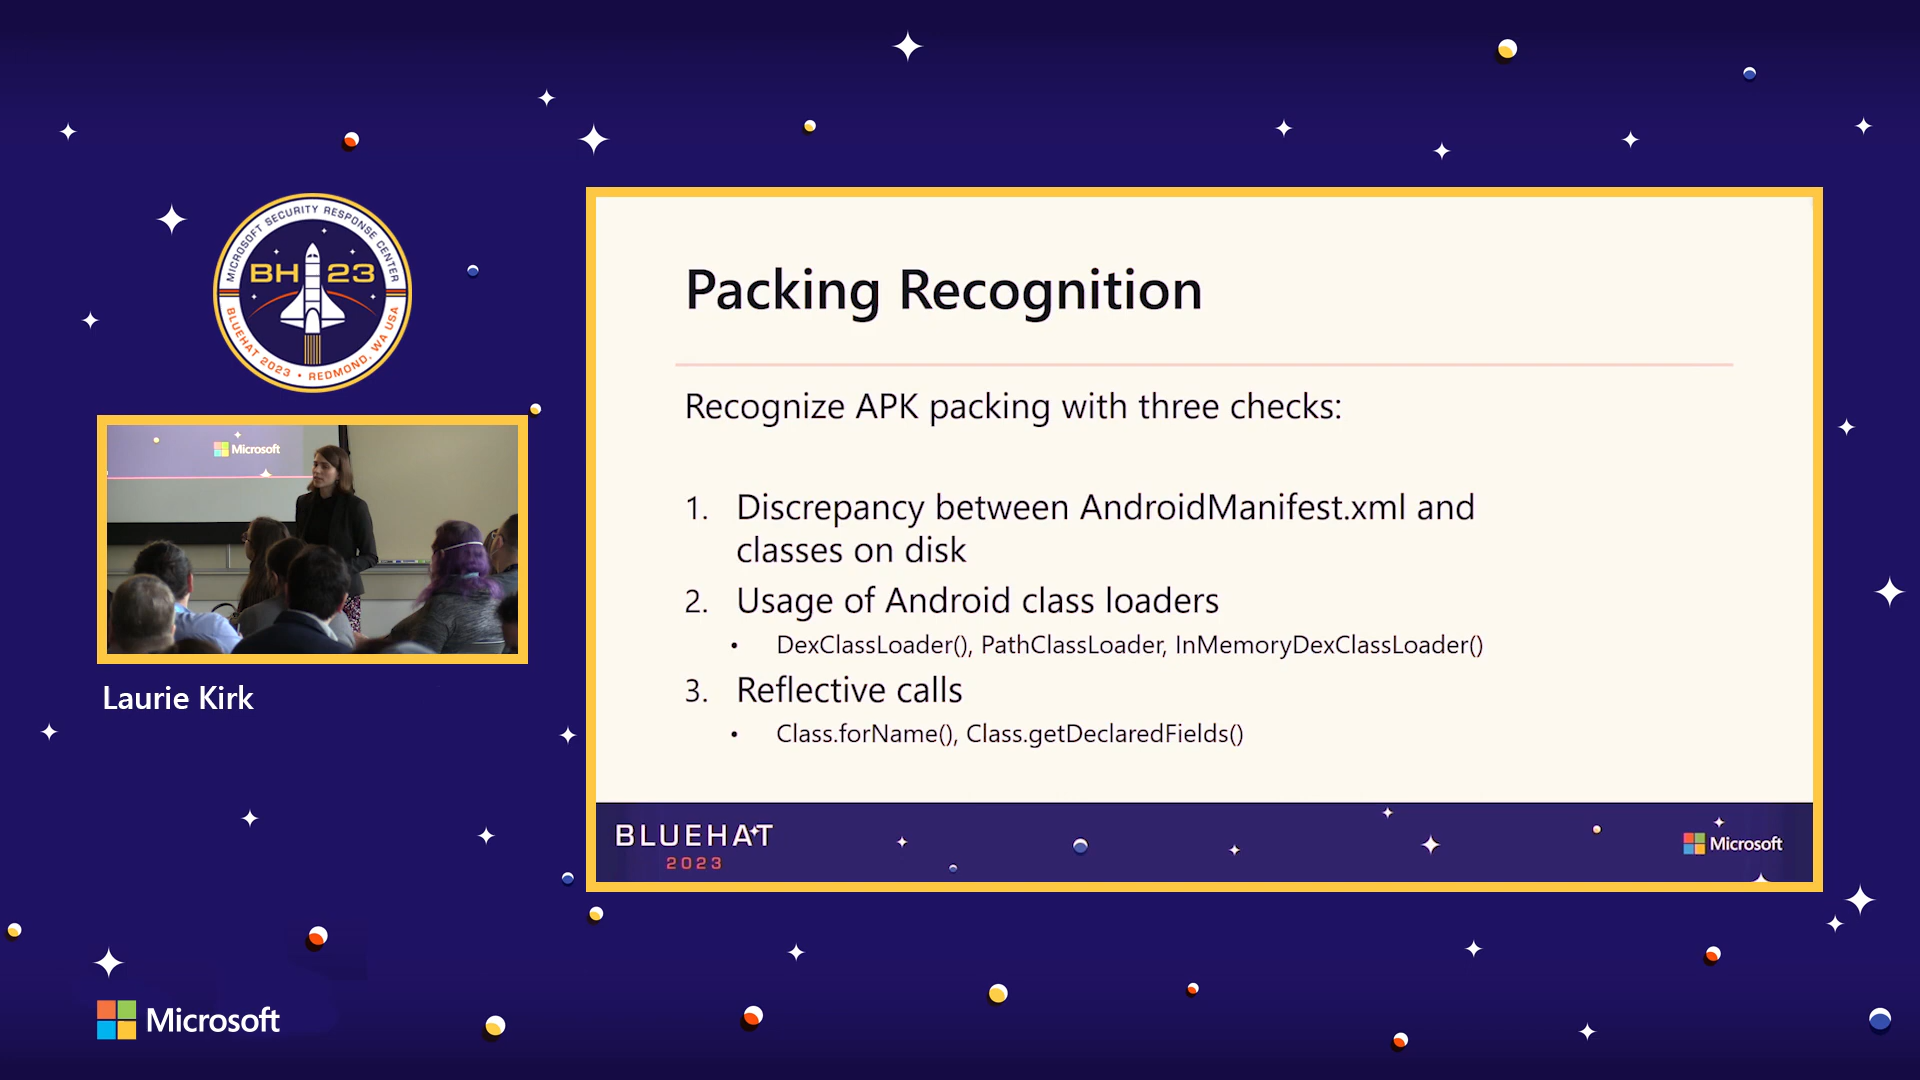 MICROSOFT SECURITY RESPONSE CENTER
BH 23
BLUEHAT 2023 • REDMOND, WA USA
Microsoft
Laurie Kirk
Packing Recognition
Recognize APK packing with three checks:
1. Discrepancy between AndroidManifest.xml and
classes on disk
2. Usage of Android class loaders
• DexClassLoader(), PathClassLoader, InMemoryDexClassLoader()
3. Reflective calls
• Class.forName(), Class.getDeclaredFields()
BLUEHAT
2023
Microsoft
Microsoft